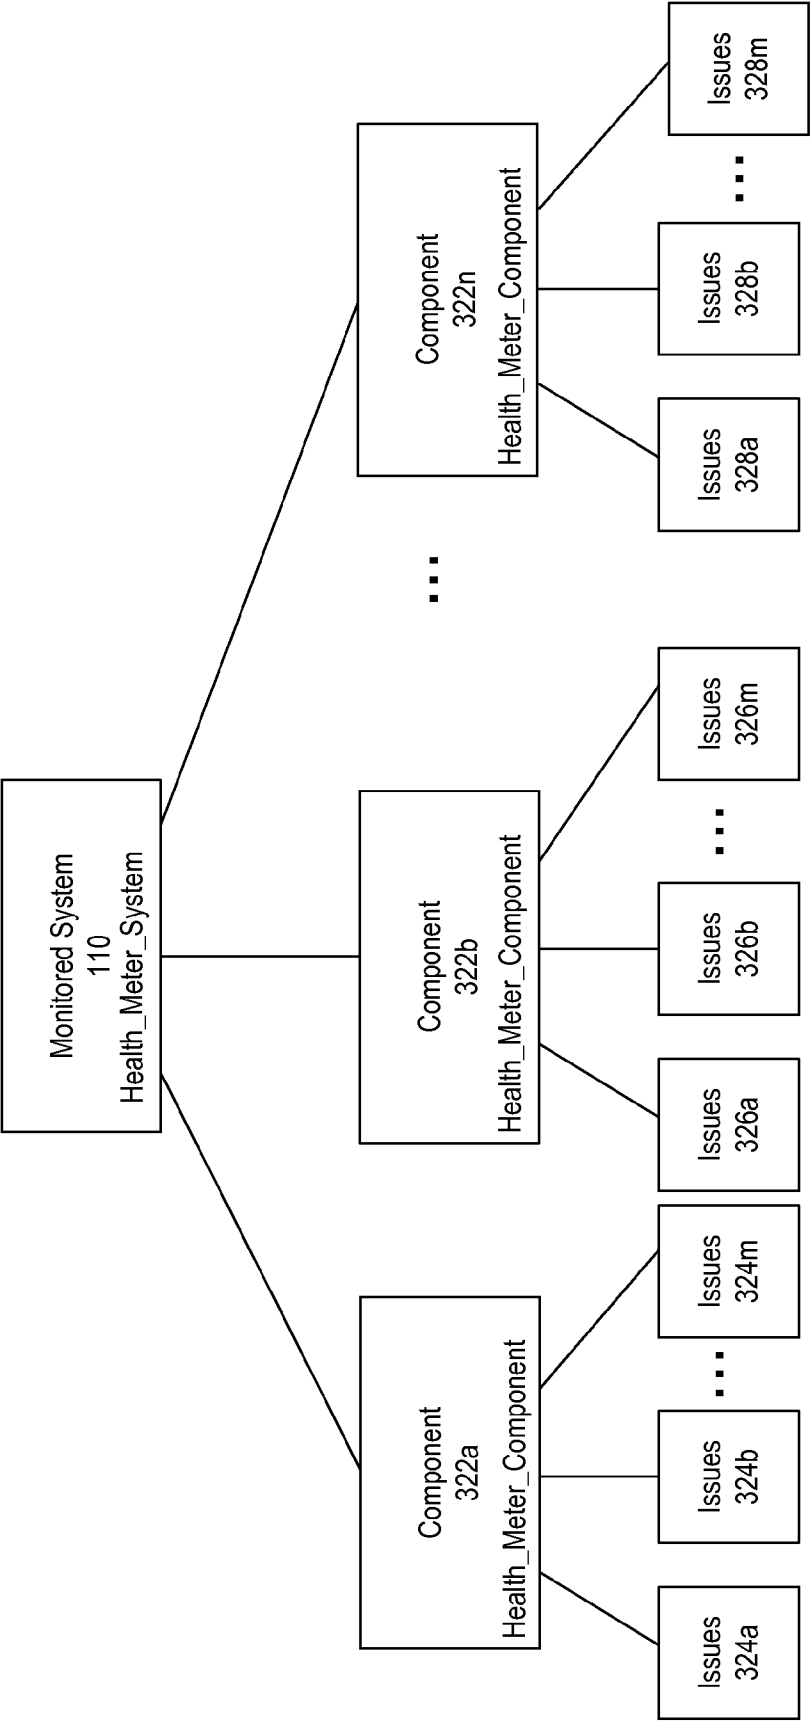 Monitored System
110
Health_Meter_System
Component
322a
Health_Meter_Component
Component
322b
Health_Meter_Component
...
Component
322n
Health_Meter_Component
Issues
324a
Issues
324b
...
Issues
324m
Issues
326a
Issues
326b
...
Issues
326m
Issues
328a
Issues
328b
...
Issues
328m